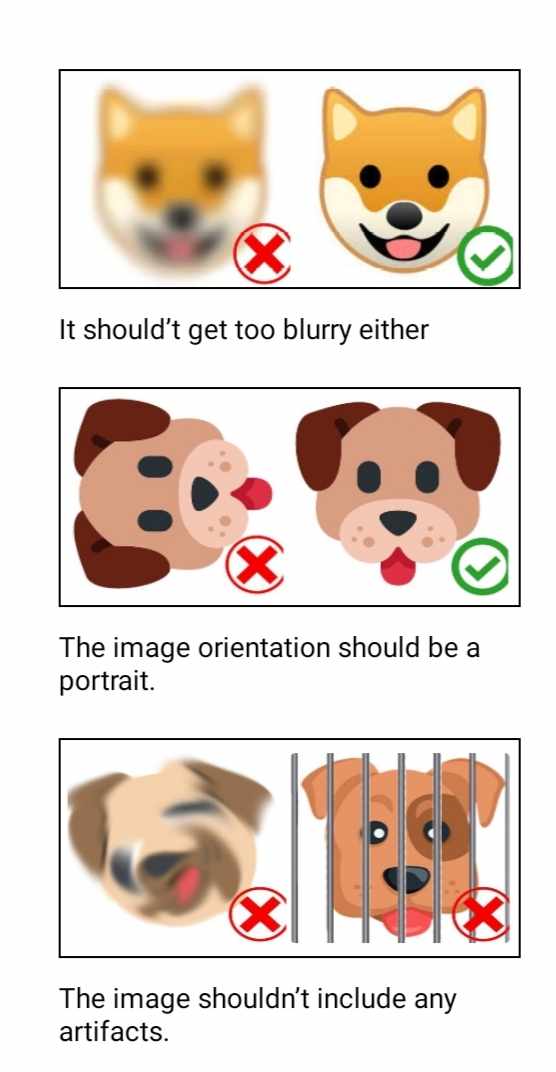 It should’t get too blurry either
The image orientation should be a
portrait.
The image shouldn’t include any
artifacts.